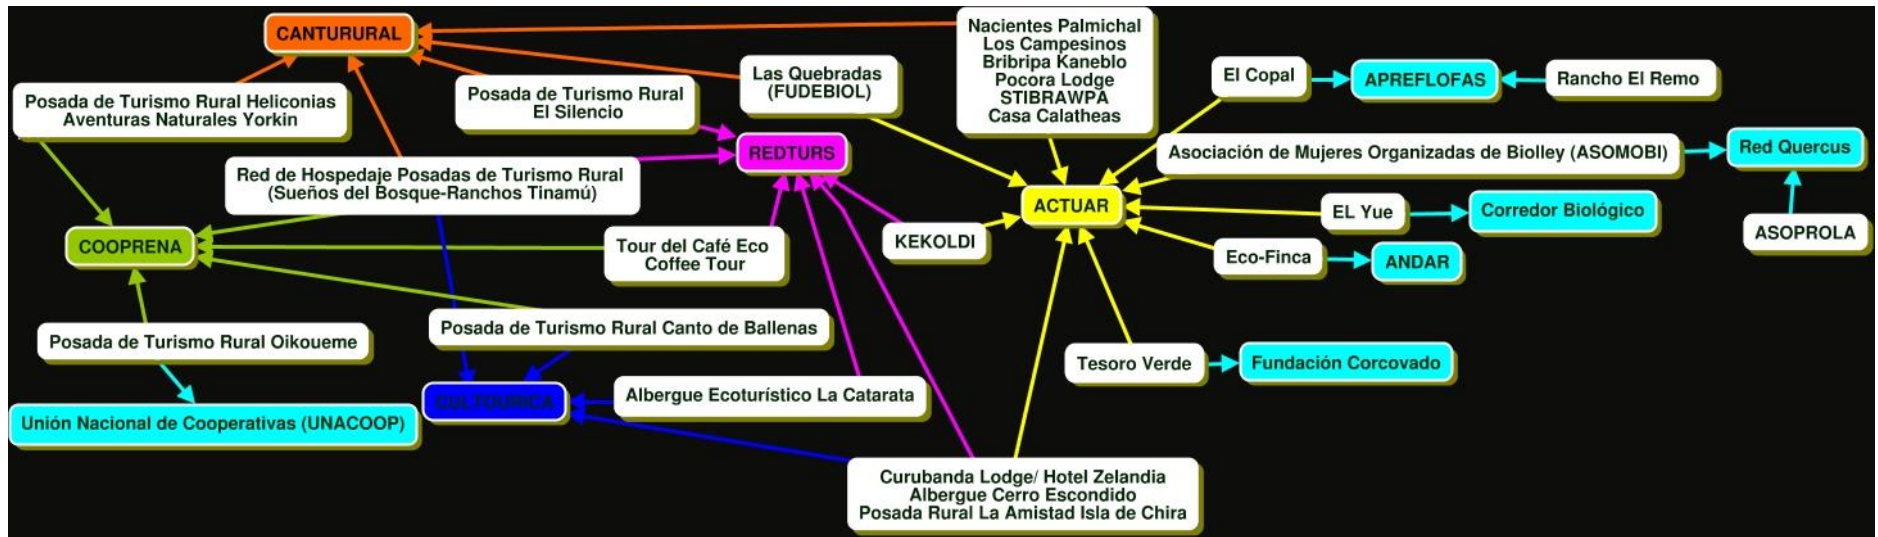 CANTURURAL
Nacientes Palmichal
Los Campesinos
Bribripa Kaneblo
Pocora Lodge
STIBRAWPA
Casa Calatheas
Las Quebradas
(FUDEBIOL)
El Copal
APREFLOFAS
Rancho El Remo
Posada de Turismo Rural Heliconias
Aventuras Naturales Yorkin
Posada de Turismo Rural
El Silencio
REDTURS
Asociación de Mujeres Organizadas de Biolley (ASOMOBI)
Red Quercus
Red de Hospedaje Posadas de Turismo Rural
(Sueños del Bosque-Ranchos Tinamú)
ACTUAR
EL Yue
Corredor Biológico
ASOPROLA
COOPRENA
Tour del Café Eco
Coffee Tour
KEKOLDI
Eco-Finca
ANDAR
Posada de Turismo Rural Oikoueme
Posada de Turismo Rural Canto de Ballenas
Tesoro Verde
Fundación Corcovado
CULTOURICA
Albergue Ecoturístico La Catarata
Unión Nacional de Cooperativas (UNACOOP)
Curubanda Lodge/ Hotel Zelandia
Albergue Cerro Escondido
Posada Rural La Amistad Isla de Chira